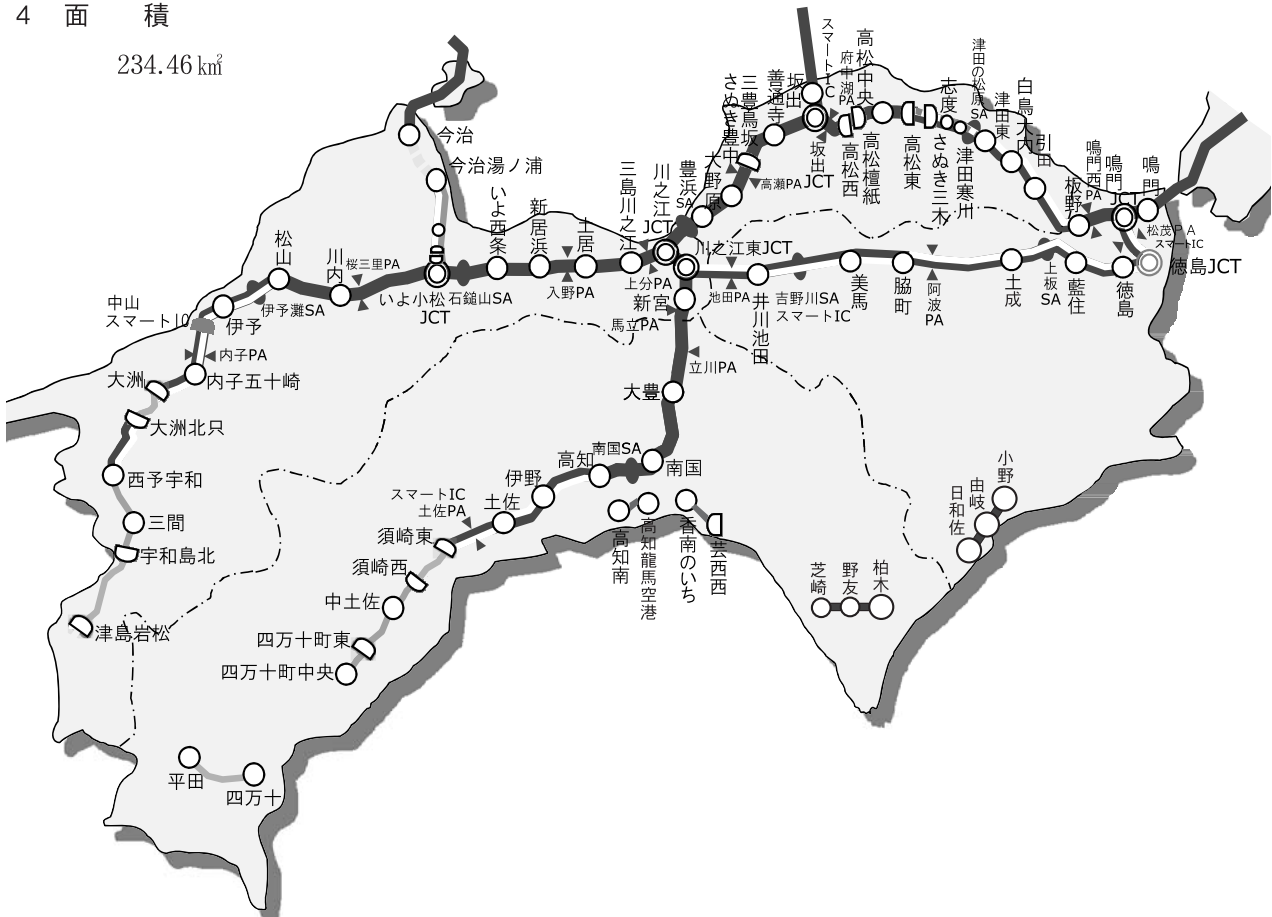 4 面 積
234.46㎢
今治
今治湯ノ浦
いよ西条
新居浜
土居
三島川之江
川之江JCT
豊浜SA
大野原
さぬき豊中
三豊鳥坂
善通寺
坂出
スマートIC
府中湖PA
高松中央
志度
津田の松原SA
津田東
白鳥大内
引田
板野
鳴門西PA
鳴門JCT
鳴門
高瀬PA
坂出JCT
高松西
高松檀紙
高松東
さぬき三木
津田寒川
松茂PA
スマートIC
徳島JCT
松山
川内
桜三里PA
いよ小松JCT
石鎚山SA
入野PA
上分PA
川之江東JCT
新宮
馬立PA
池田PA
井川池田
吉野川SA
スマートIC
美馬
脇町
阿波PA
土成
上板SA
藍住
徳島
中山
スマートIC
伊予
伊予灘SA
内子PA
内子五十崎
大洲
大洲北只
西予宇和
三間
宇和島北
津島岩松
立川PA
大豊
南国SA
南国
高知
伊野
スマートIC
土佐PA
土佐
須崎東
須崎西
中土佐
四万十町東
四万十町中央
高知南
高知龍馬空港
香南のいち
芸西西
小野
由岐
日和佐
芝崎
野友
柏木
平田
四万十